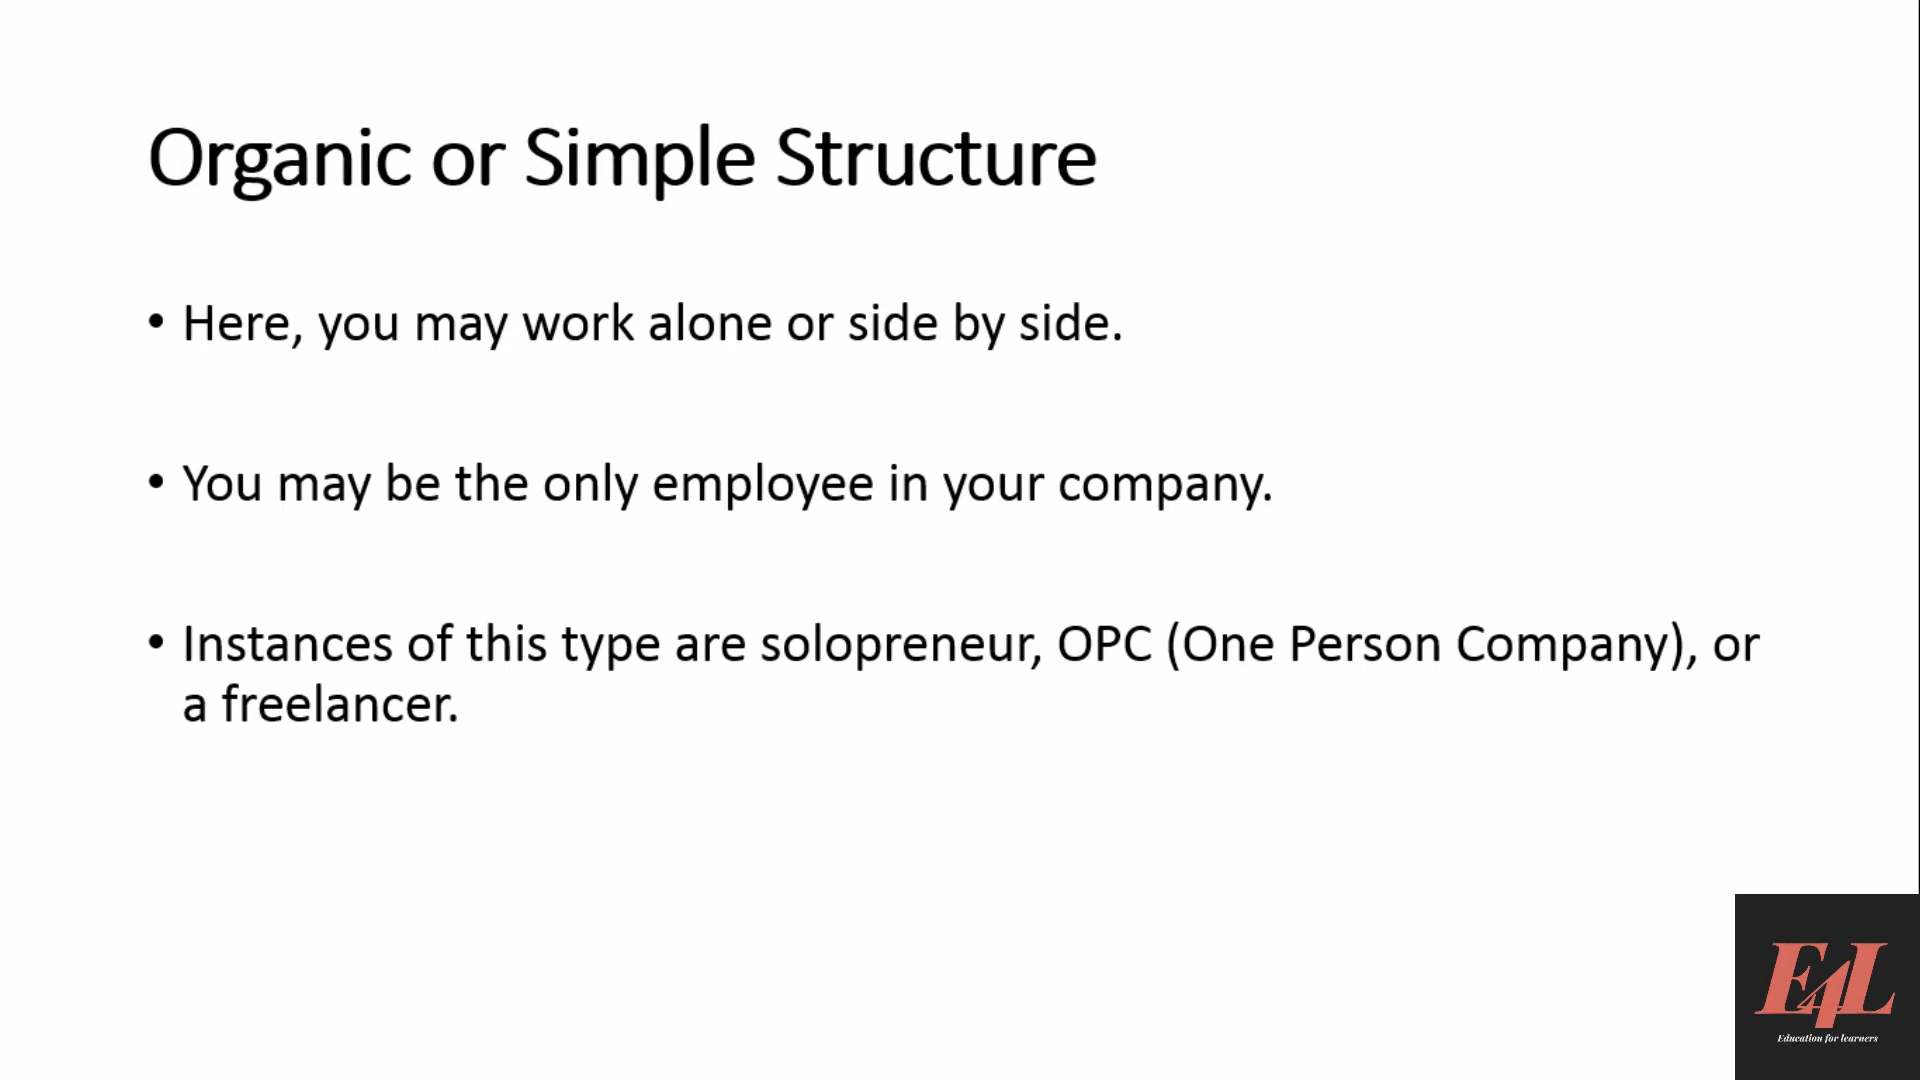 Organic or Simple Structure
• Here, you may work alone or side by side.
• You may be the only employee in your company.
• Instances of this type are solopreneur, OPC (One Person Company), or
a freelancer.
E4L
Education for learners